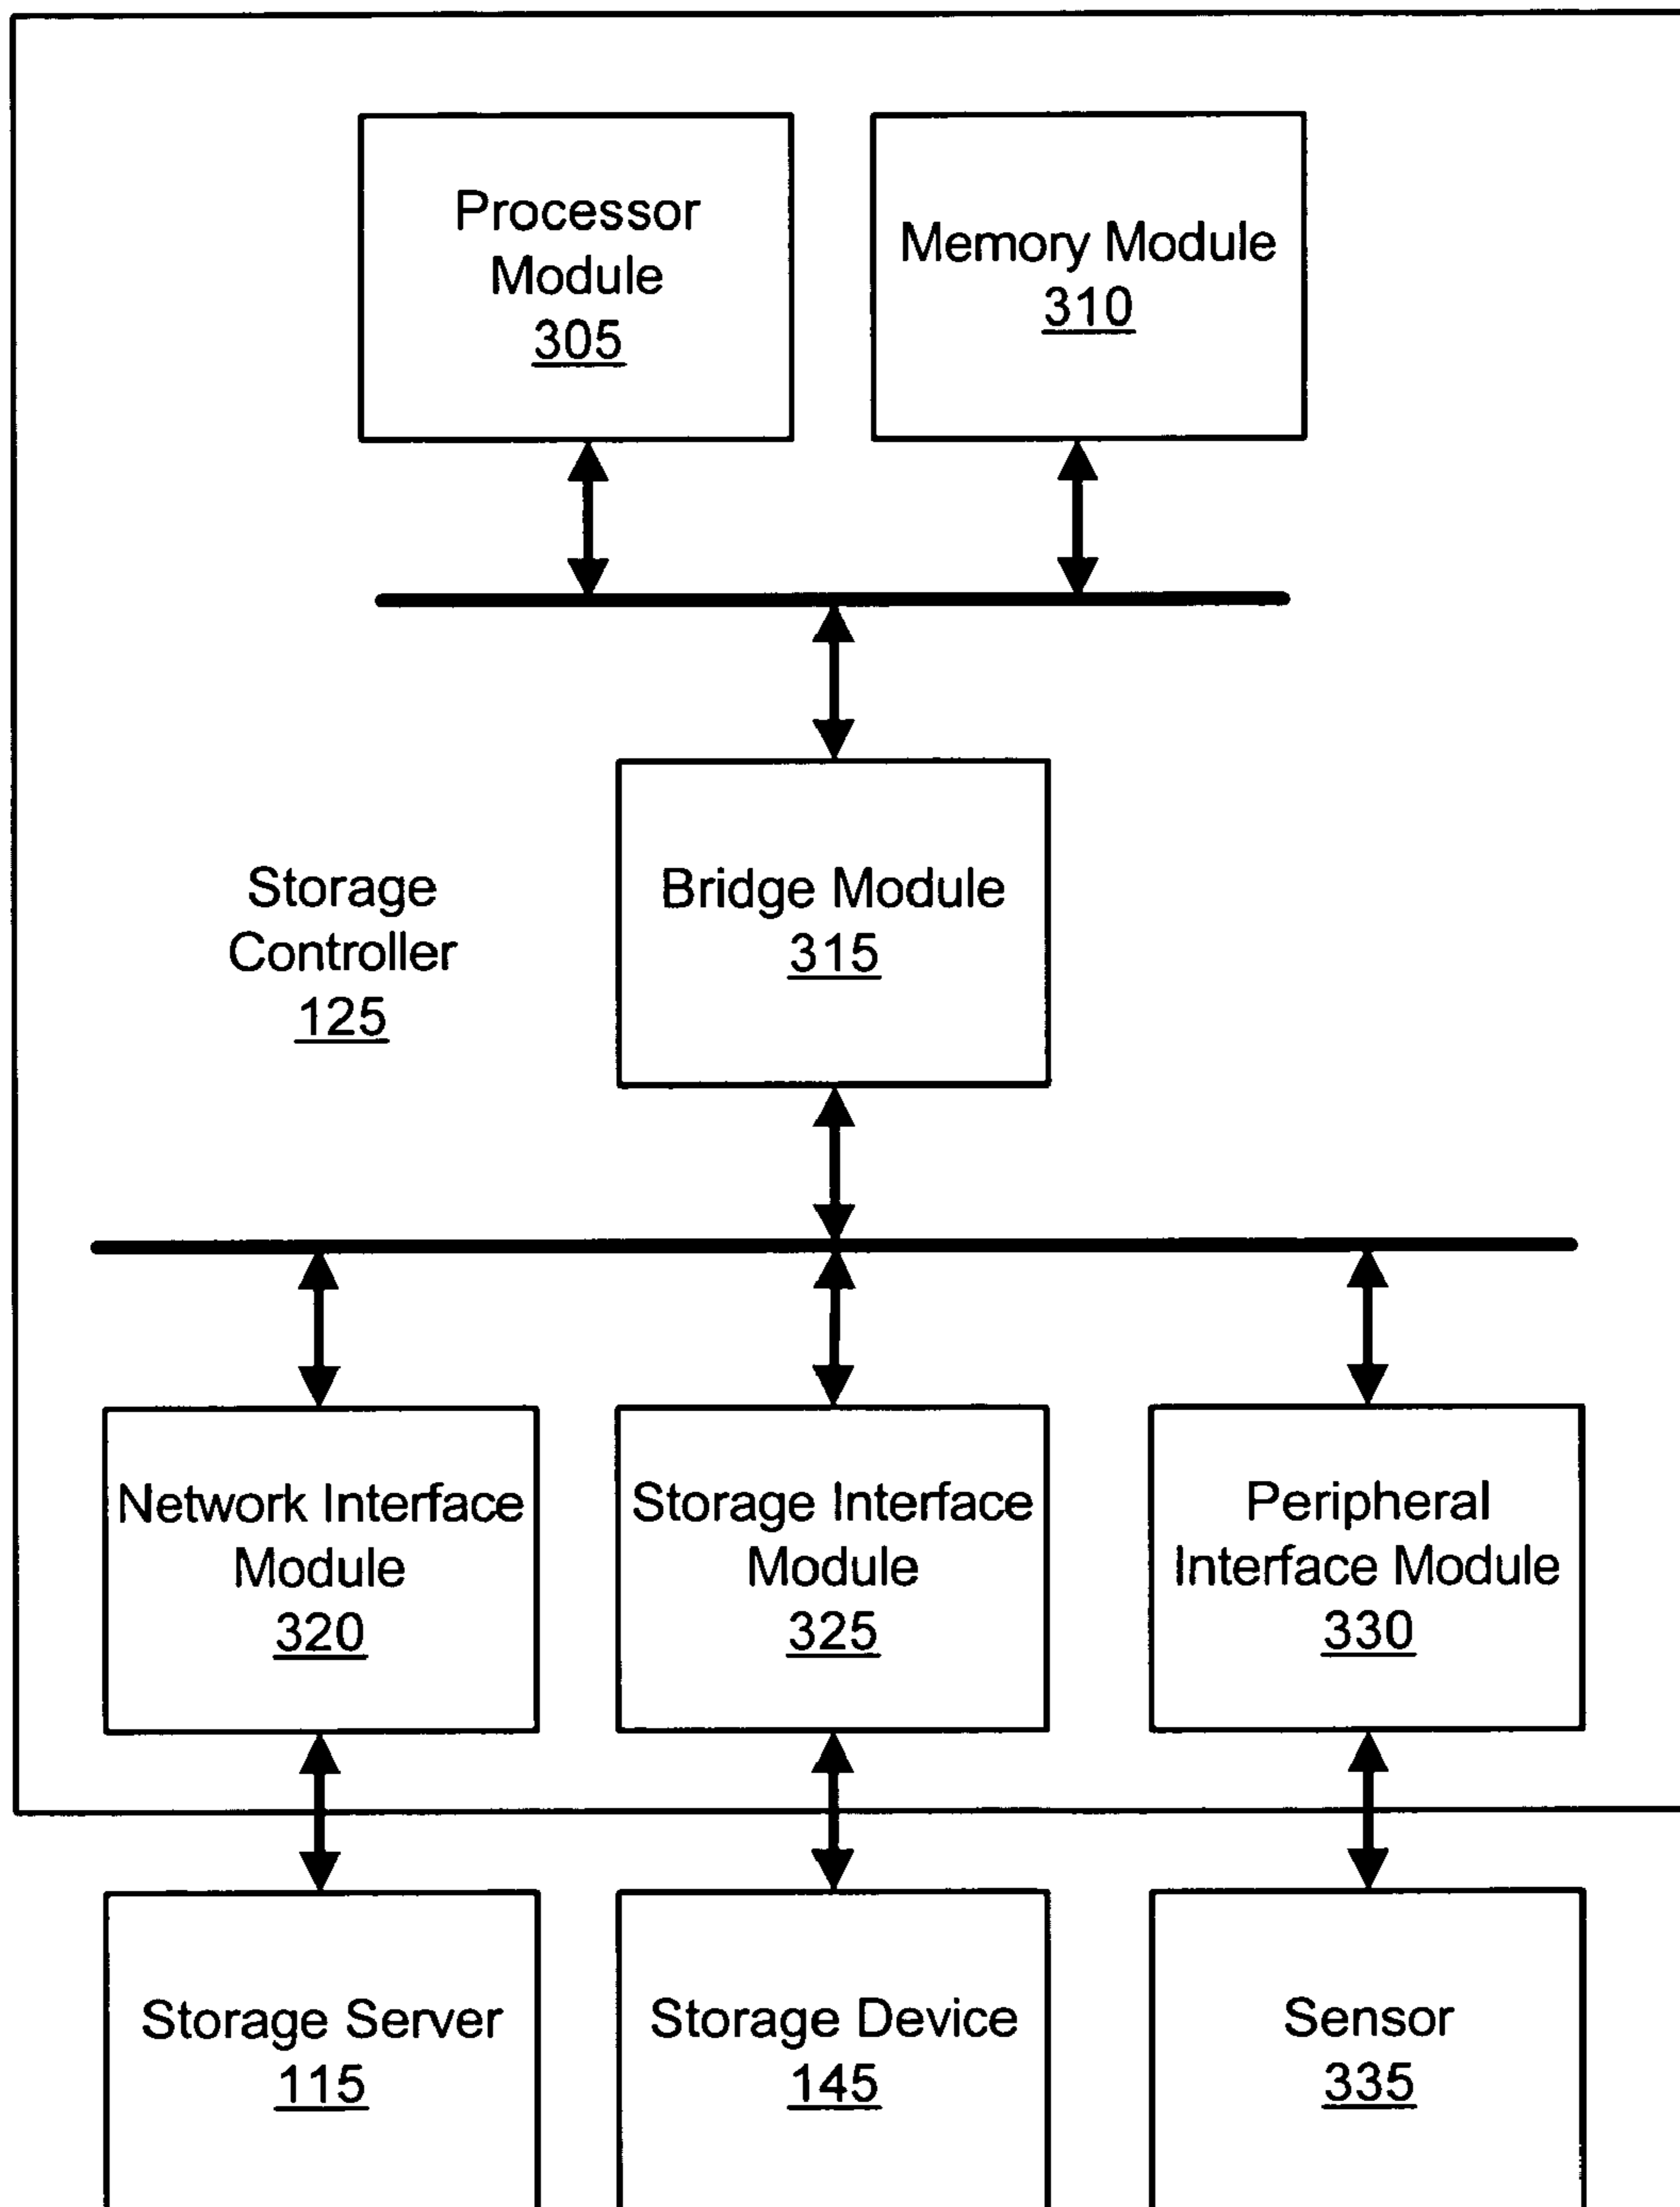 Processor
Module
305
Memory Module
310
Storage
Controller
125
Bridge Module
315
Network Interface
Module
320
Storage Interface
Module
325
Peripheral
Interface Module
330
Storage Server
115
Storage Device
145
Sensor
335